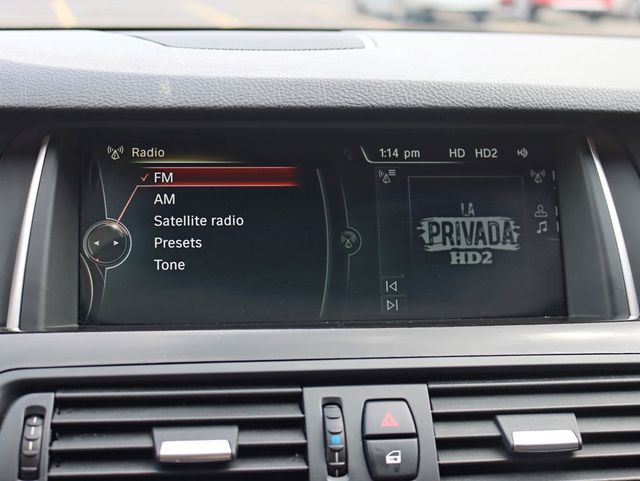 Radio
1:14 pm HD HD2
FM
AM
Satellite radio
Presets
Tone
LA
PRIVADA
HD2